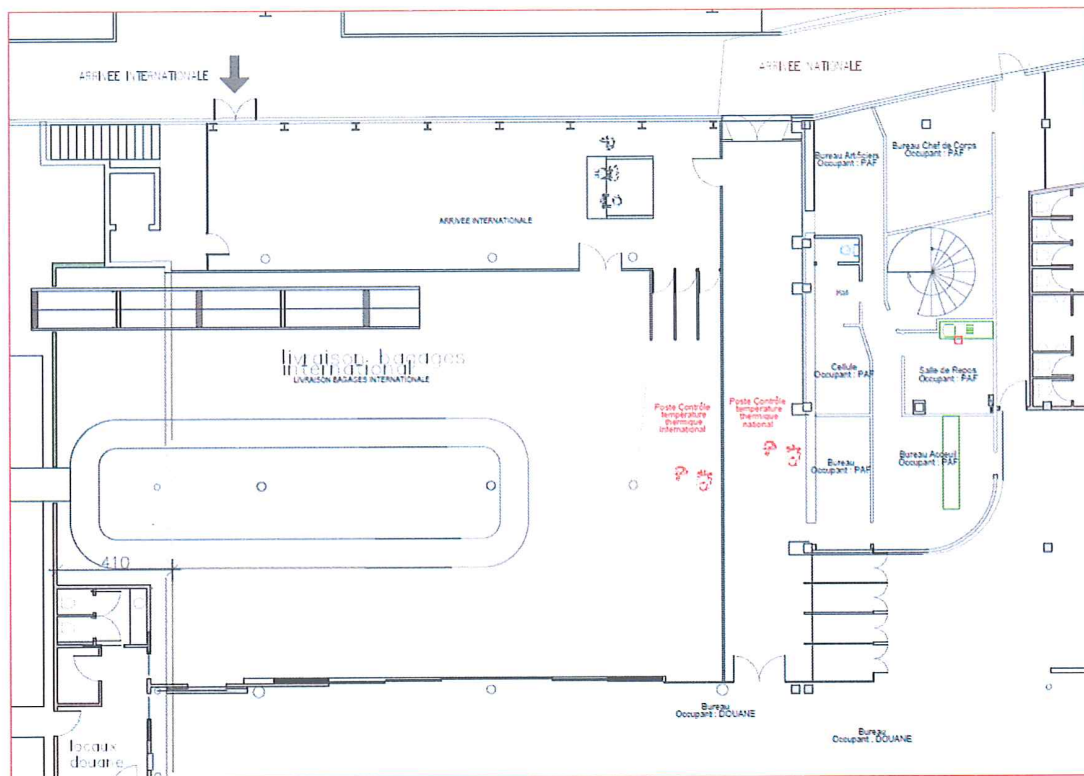 ARRIVEE INTERNATIONALE
ARRIVEE NATIONALE
Bureau Artificiers
Occupant : PAF
Bureau Chef de Corps
Occupant : PAF
ARRIVEE INTERNATIONALE
Hall
livraison bagages
international
LIVRAISON BAGAGES INTERNATIONALE
Cellule
Occupant : PAF
Salle de Repos
Occupant : PAF
Poste Contrôle
température
thermique
international
Poste Contrôle
température
thermique
national
Bureau
Occupant : PAF
Bureau Acceuil
Occupant : PAF
410
Bureau
Occupant : DOUANE
Bureau
Occupant : DOUANE
locaux
douane